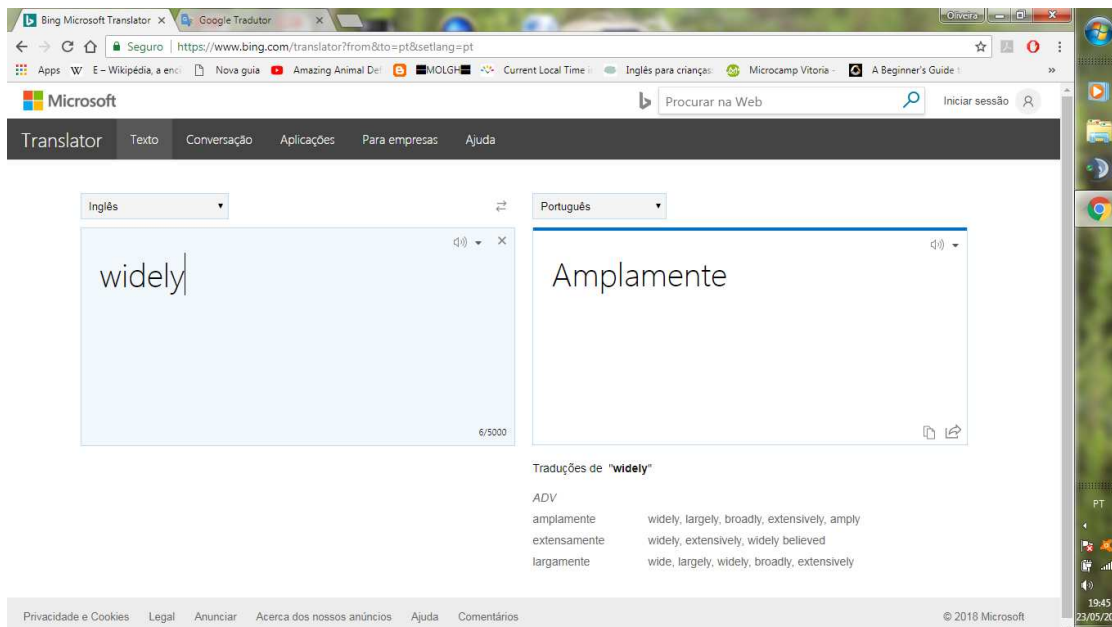 Bing Microsoft Translator
Google Tradutor
Oliveira
Seguro | https://www.bing.com/translator?from&to=pt&setlang=pt
Apps W E – Wikipédia, a enc Nova guia Amazing Animal De MOLGH Current Local Time i Inglês para crianças: Microcamp Vitoria - A Beginner's Guide t »
Microsoft
Procurar na Web
Iniciar sessão
Translator Texto Conversação Aplicações Para empresas Ajuda
Inglês
Português
widely
Amplamente
6/5000
Traduções de "widely"
ADV
amplamente widely, largely, broadly, extensively, amply
extensamente widely, extensively, widely believed
largamente wide, largely, widely, broadly, extensively
PT
Privacidade e Cookies Legal Anunciar Acerca dos nossos anúncios Ajuda Comentários © 2018 Microsoft
19:45
23/05/20